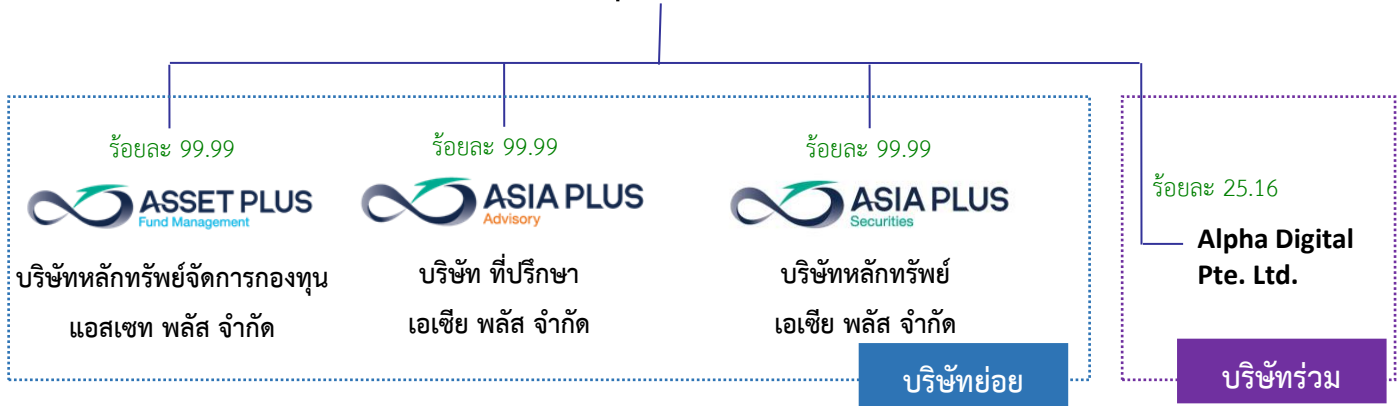 ร้อยละ 99.99
ASSET PLUS
Fund Management
บริษัทหลักทรัพย์จัดการกองทุน
แอสเซท พลัส จำกัด
ร้อยละ 99.99
ASIA PLUS
Advisory
บริษัท ที่ปรึกษา
เอเซีย พลัส จำกัด
ร้อยละ 99.99
ASIA PLUS
Securities
บริษัทหลักทรัพย์
เอเซีย พลัส จำกัด
บริษัทย่อย
ร้อยละ 25.16
Alpha Digital
Pte. Ltd.
บริษัทร่วม